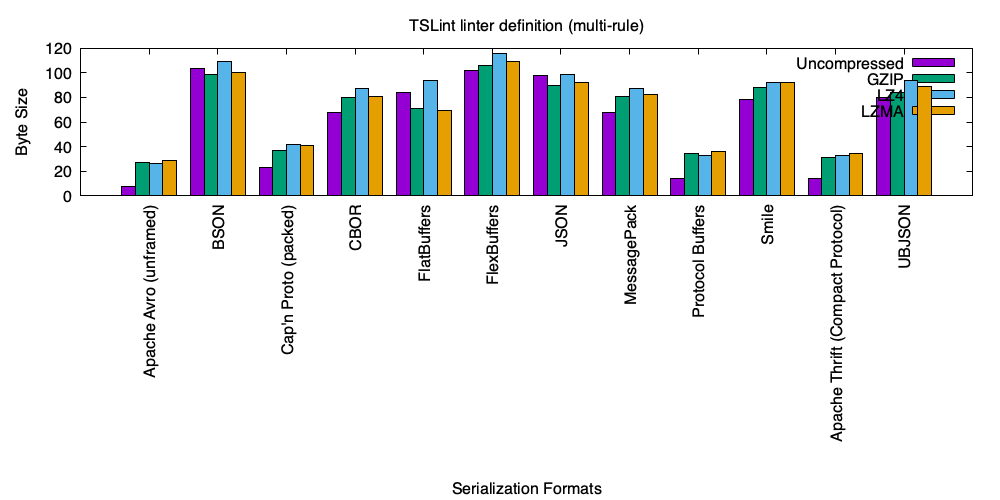 TSLint linter definition (multi-rule)
120
100
80
60
40
20
0
Byte Size
Uncompressed
GZIP
LZ4
LZMA
Apache Avro (unframed)
BSON
Cap'n Proto (packed)
CBOR
FlatBuffers
FlexBuffers
JSON
MessagePack
Protocol Buffers
Smile
Apache Thrift (Compact Protocol)
UBJSON
Serialization Formats